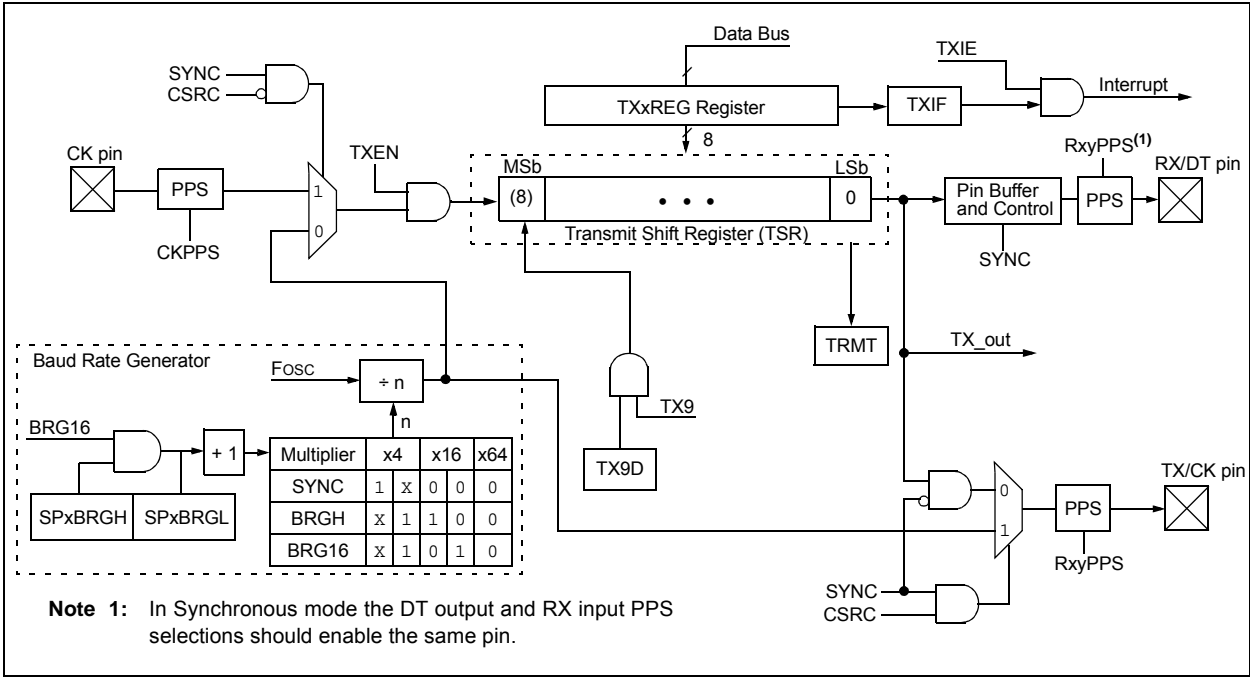 Data Bus
TXIE
SYNC
CSRC
TXxREG Register
TXIF
Interrupt
8
CK pin
TXEN
MSb
LSb
RxyPPS(1)
RX/DT pin
PPS
1
(8)
• • •
0
Pin Buffer
and Control
PPS
0
Transmit Shift Register (TSR)
CKPPS
SYNC
TRMT
TX_out
Baud Rate Generator
FOSC
÷ n
n
TX9
BRG16
+ 1
Multiplier x4 x16 x64
TX9D
TX/CK pin
SYNC 1 X 0 0 0
0
SPxBRGH SPxBRGL
BRGH X 1 1 0 0
PPS
1
BRG16 X 1 0 1 0
RxyPPS
SYNC
CSRC
Note 1: In Synchronous mode the DT output and RX input PPS
selections should enable the same pin.